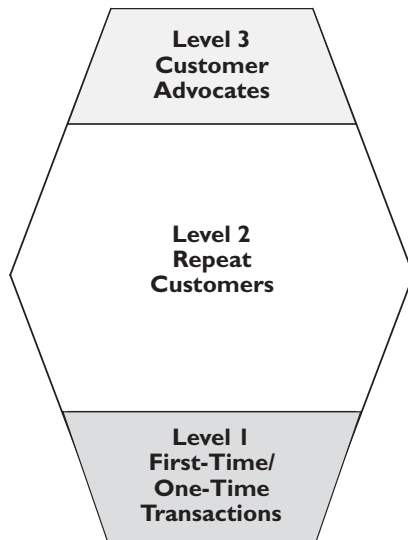 Level 3
Customer
Advocates
Level 2
Repeat
Customers
Level 1
First-Time/
One-Time
Transactions